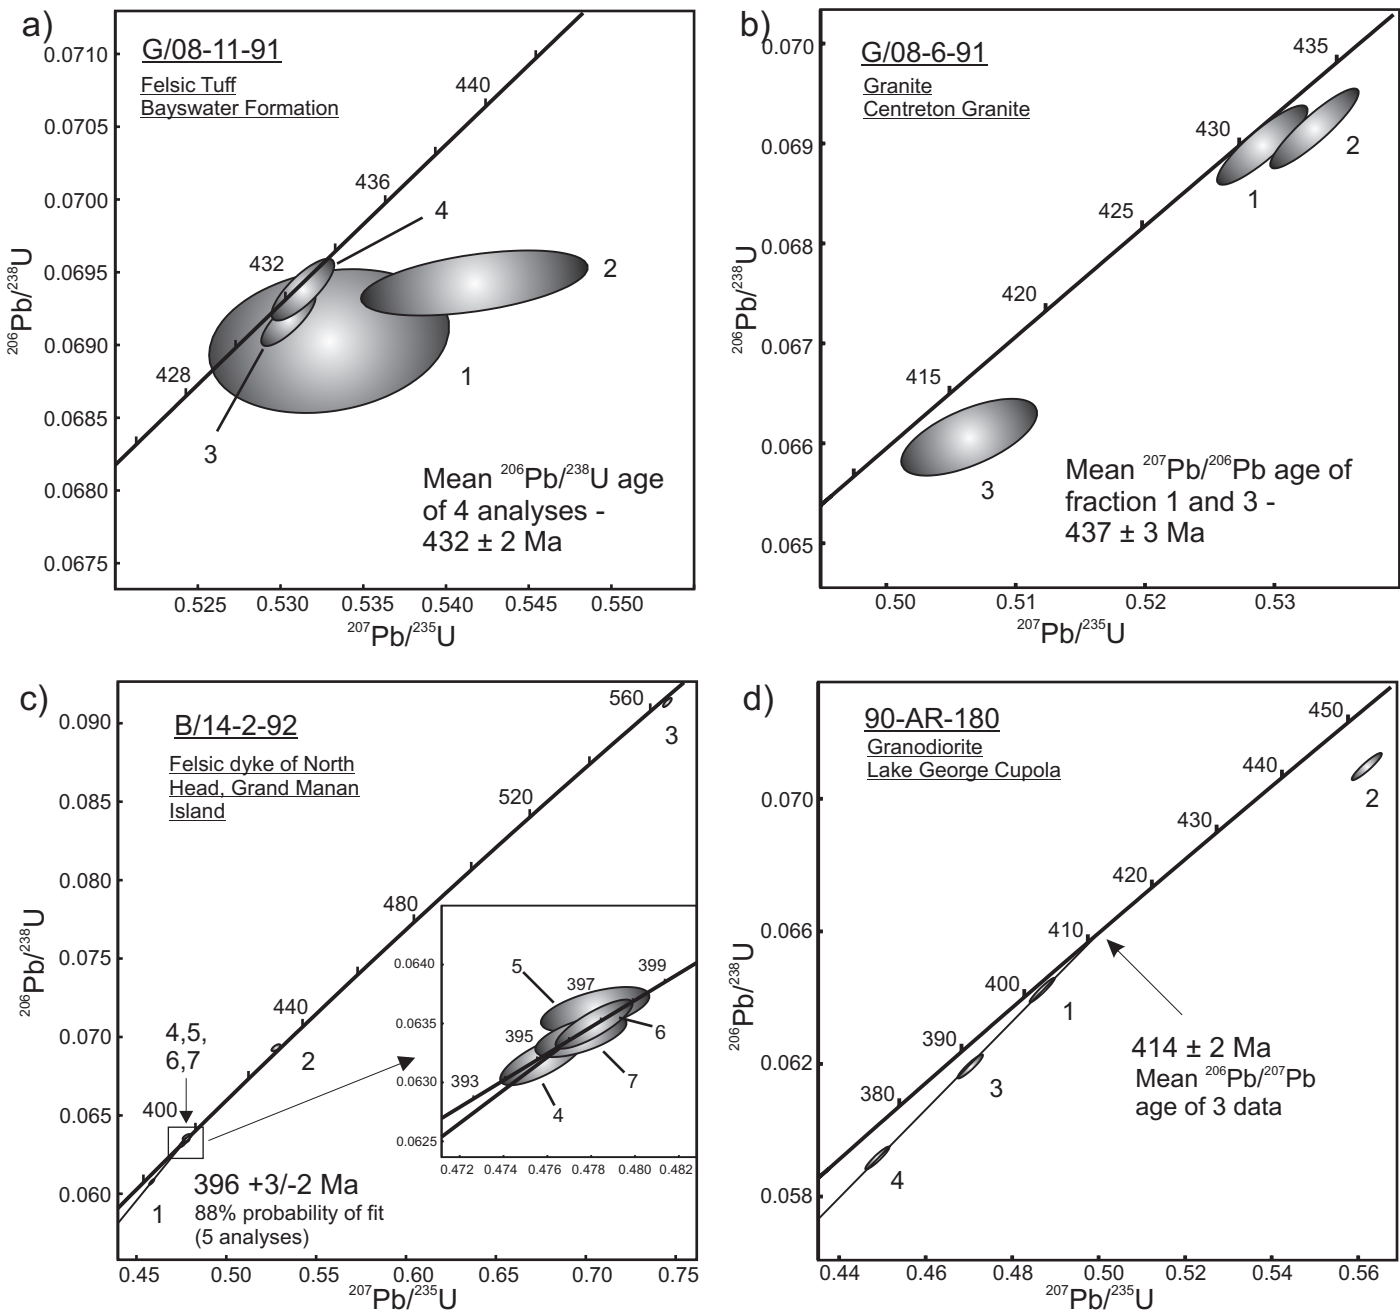 a)
G/08-11-91
Felsic Tuff
Bayswater Formation
0.0710
0.0705
0.0700
0.0695
0.0690
0.0685
0.0680
0.0675
206Pb/238U
440
436
432
428
4
2
1
3
Mean 206Pb/238U age
of 4 analyses -
432 ± 2 Ma
0.525 0.530 0.535 0.540 0.545 0.550
207Pb/235U
b)
G/08-6-91
Granite
Centreton Granite
0.070
0.069
0.068
0.067
0.066
0.065
206Pb/238U
435
430
425
420
415
2
1
3
Mean 207Pb/206Pb age of
fraction 1 and 3 -
437 ± 3 Ma
0.50 0.51 0.52 0.53
207Pb/235U
c)
B/14-2-92
Felsic dyke of North
Head, Grand Manan
Island
0.090
0.085
0.080
0.075
0.070
0.065
0.060
206Pb/238U
560
520
480
440
400
3
2
4,5,
6,7
1
396 +3/-2 Ma
88% probability of fit
(5 analyses)
0.0640
0.0635
0.0630
0.0625
399
397
395
393
5
6
7
4
0.472 0.474 0.476 0.478 0.480 0.482
0.45 0.50 0.55 0.60 0.65 0.70 0.75
207Pb/235U
d)
90-AR-180
Granodiorite
Lake George Cupola
0.070
0.066
0.062
0.058
206Pb/238U
450
440
430
420
410
400
390
380
2
1
3
4
414 ± 2 Ma
Mean 206Pb/207Pb
age of 3 data
0.44 0.46 0.48 0.50 0.52 0.54 0.56
207Pb/235U